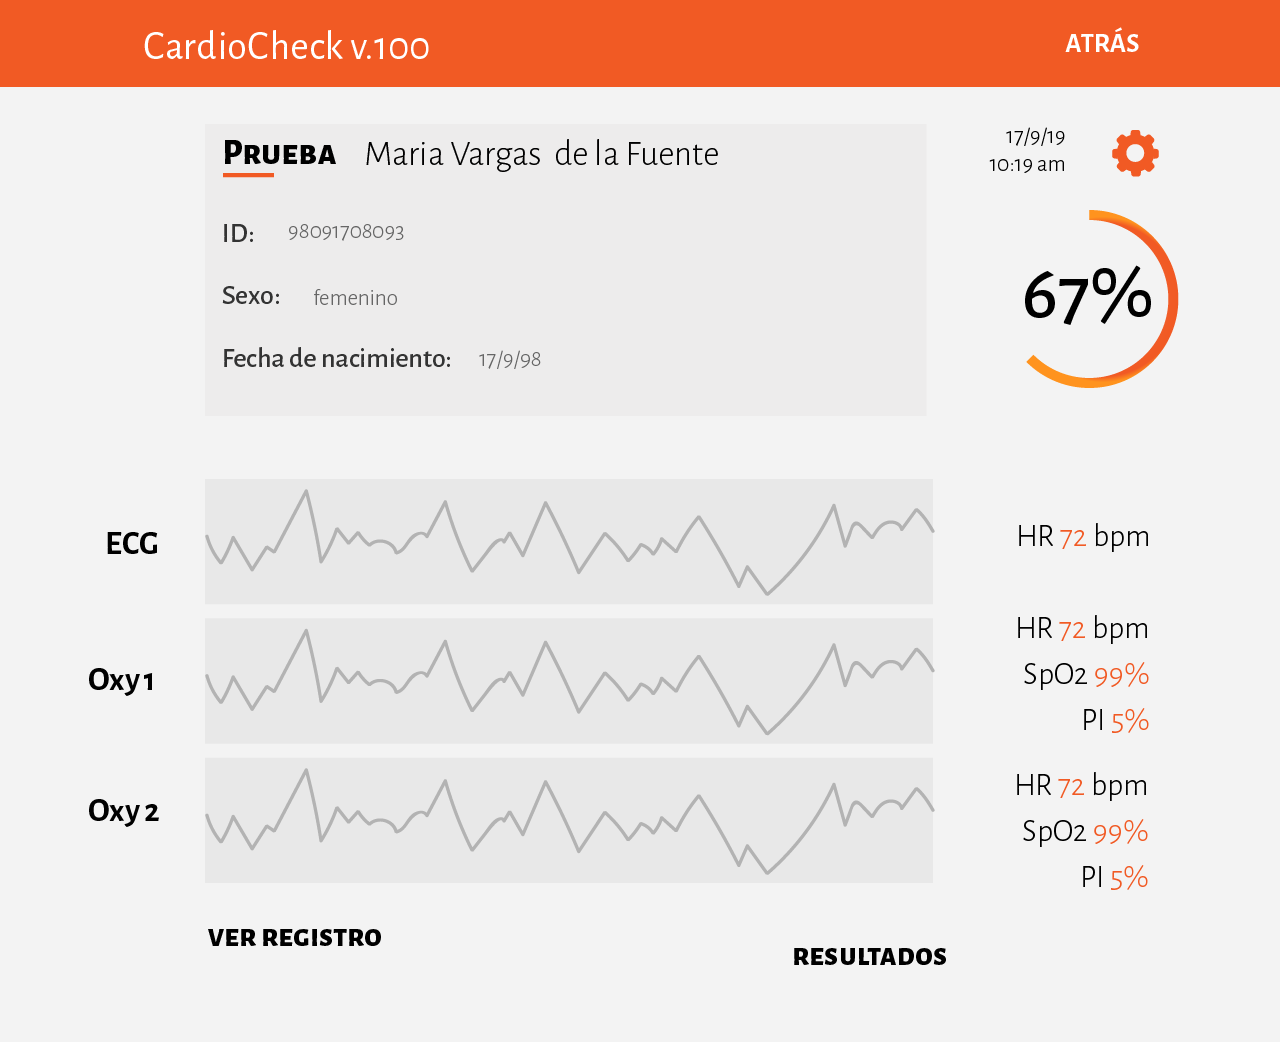 CardioCheck v.100
ATRÁS
PRUEBA Maria Vargas de la Fuente
17/9/19
10:19 am
ID: 98091708093
Sexo: femenino
Fecha de nacimiento: 17/9/98
67%
ECG
HR 72 bpm
Oxy 1
HR 72 bpm
SpO2 99%
PI 5%
Oxy 2
HR 72 bpm
SpO2 99%
PI 5%
VER REGISTRO
RESULTADOS